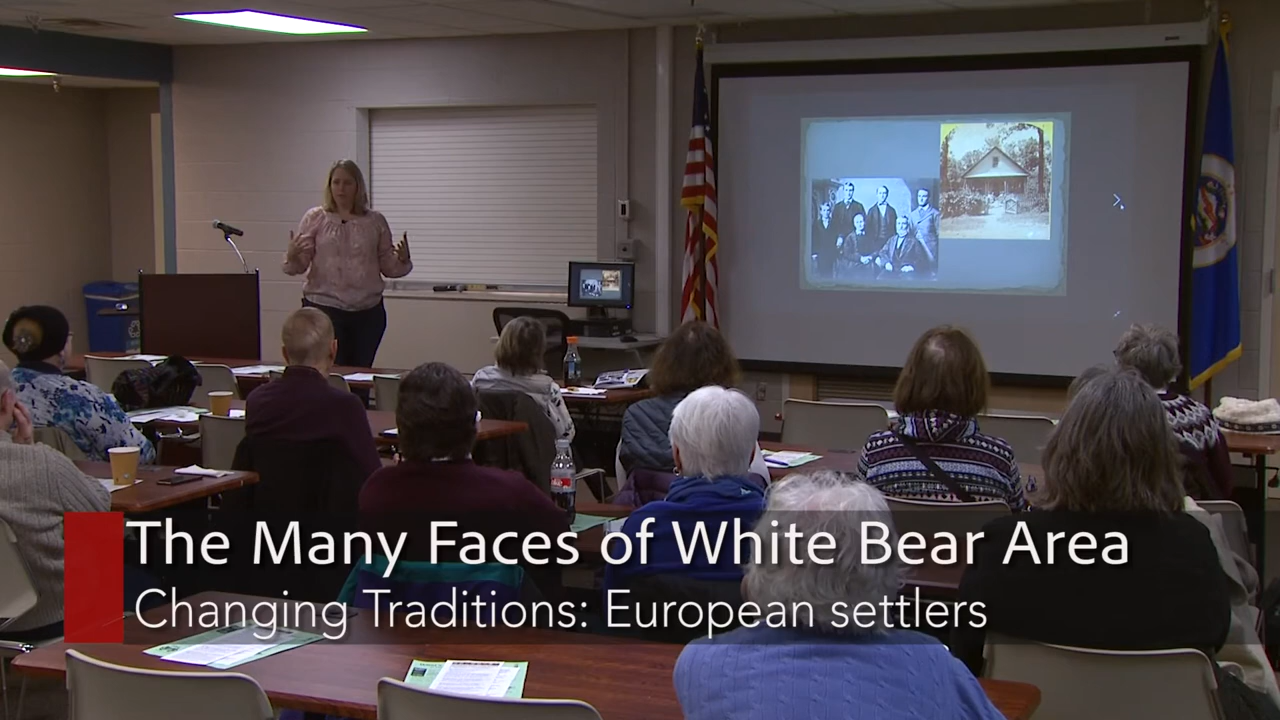 The Many Faces of White Bear Area
Changing Traditions: European settlers